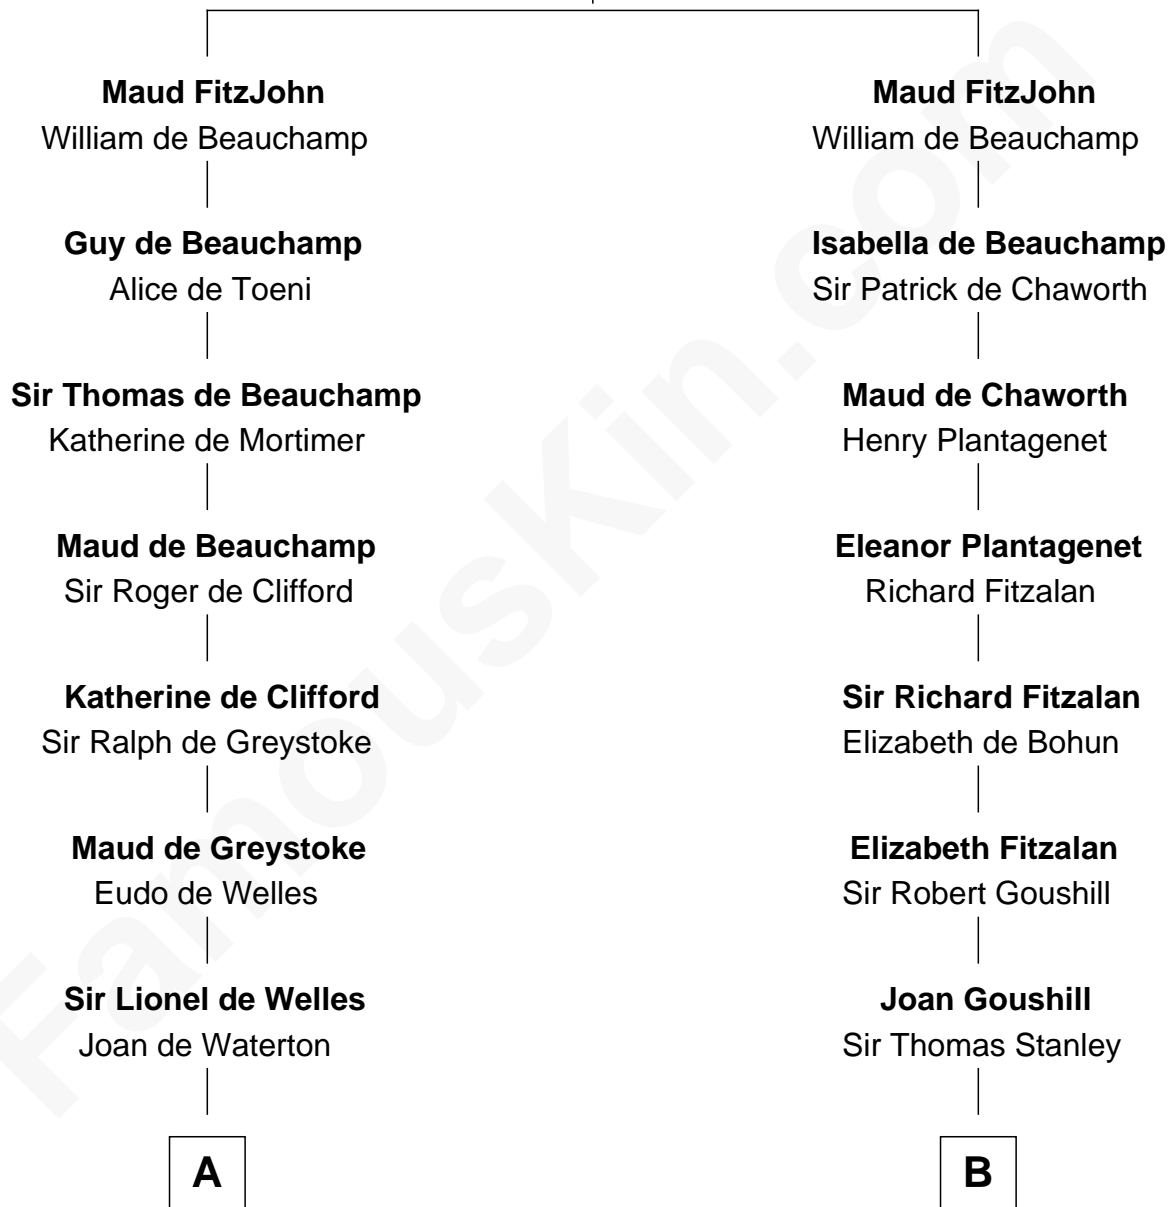 Maud FitzJohn
William de Beauchamp
Guy de Beauchamp
Alice de Toeni
Sir Thomas de Beauchamp
Katherine de Mortimer
Maud de Beauchamp
Sir Roger de Clifford
Katherine de Clifford
Sir Ralph de Greystoke
Maud de Greystoke
Eudo de Welles
Sir Lionel de Welles
Joan de Waterton
A
Maud FitzJohn
William de Beauchamp
Isabella de Beauchamp
Sir Patrick de Chaworth
Maud de Chaworth
Henry Plantagenet
Eleanor Plantagenet
Richard Fitzalan
Sir Richard Fitzalan
Elizabeth de Bohun
Elizabeth Fitzalan
Sir Robert Goushill
Joan Goushill
Sir Thomas Stanley
B
FamousKin.com